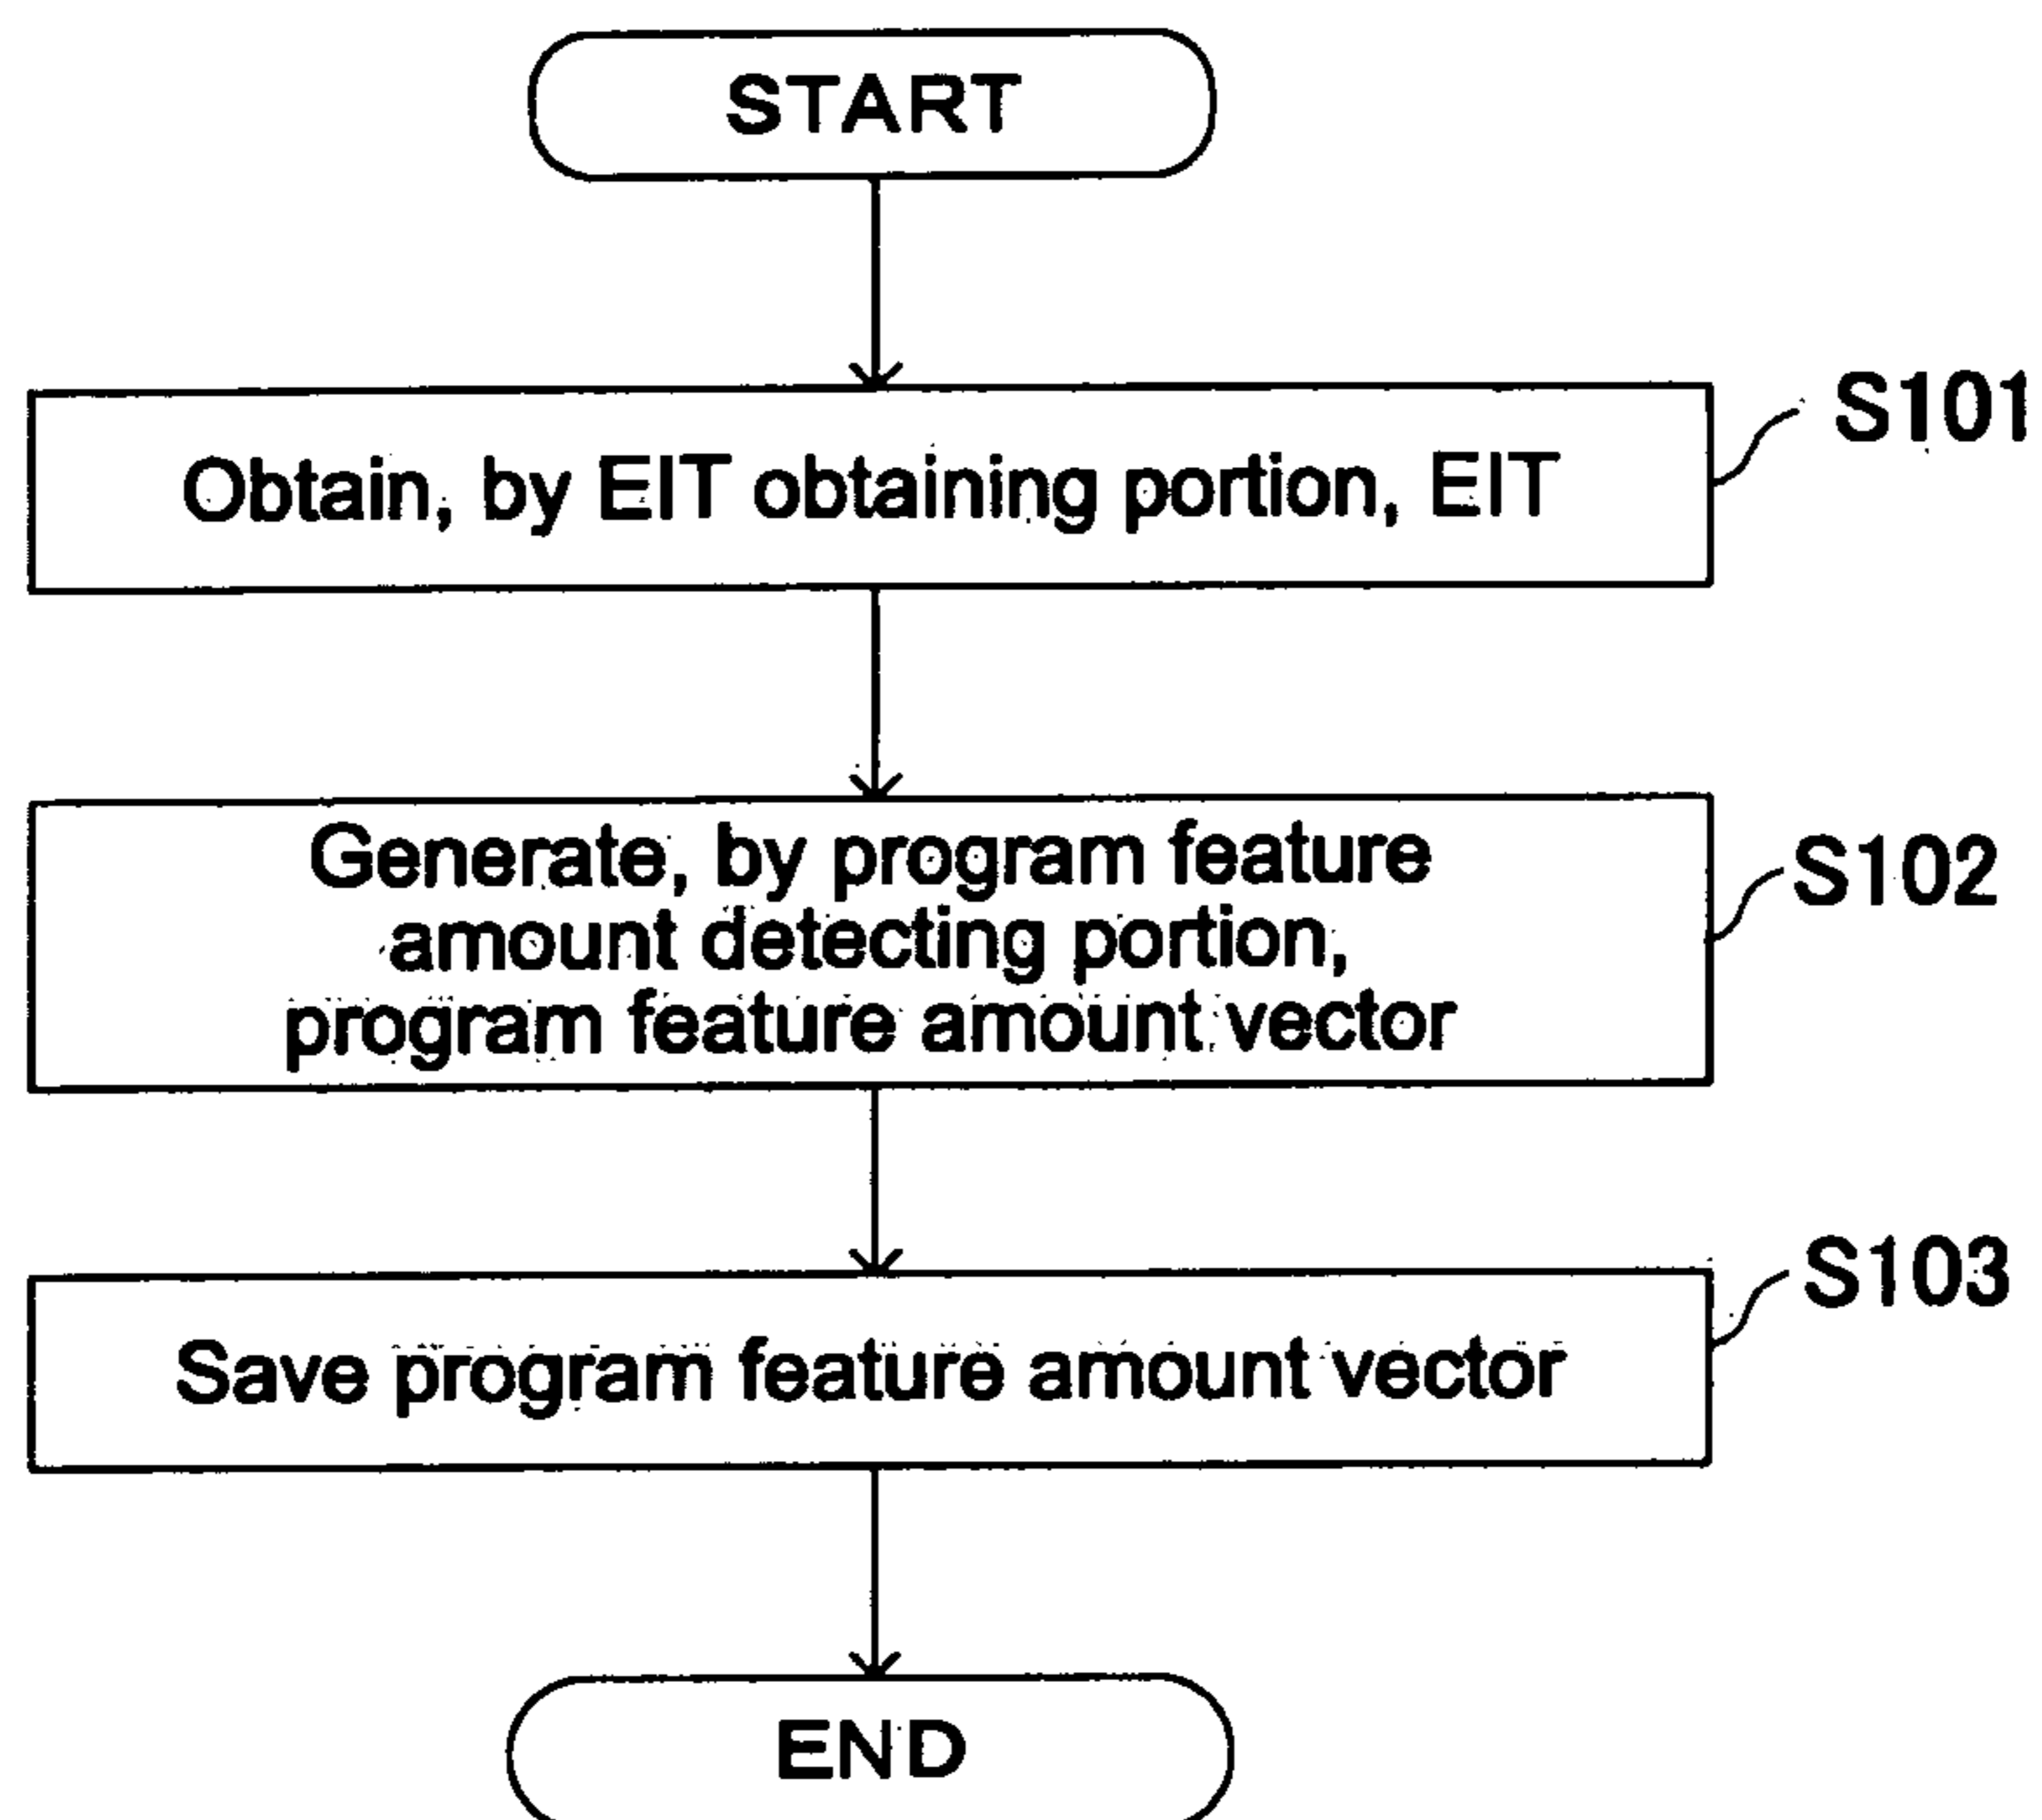 START
Obtain, by EIT obtaining portion, EIT
S101
Generate, by program feature
amount detecting portion,
program feature amount vector
S102
Save program feature amount vector
S103
END